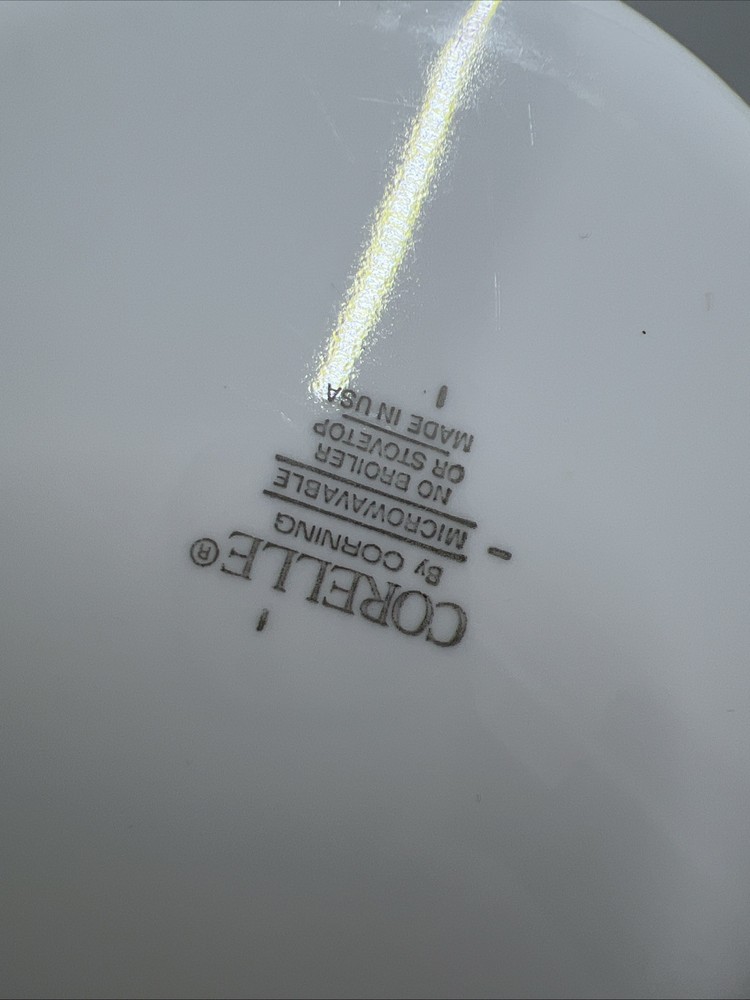 CORELLE®
By CORNING
MICROWAVABLE
NO BROILER
OR STOVETOP
MADE IN USA